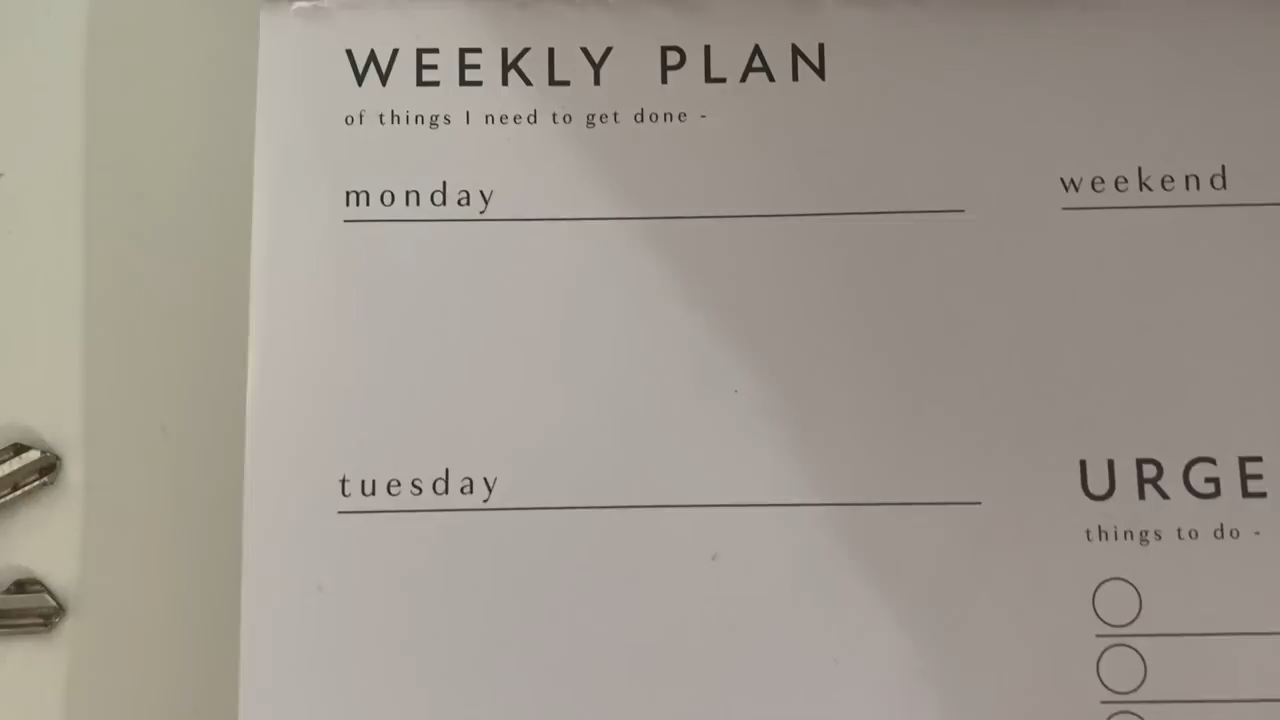 WEEKLY PLAN
of things I need to get done -
monday
tuesday
weekend
URGE
things to do -